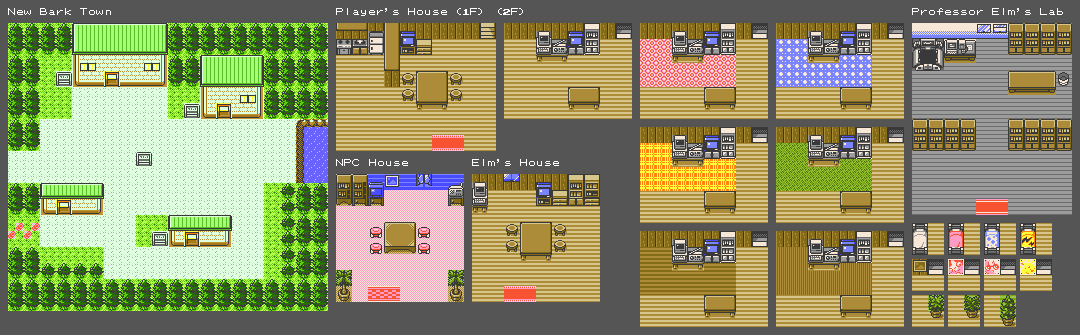 New Bark Town
Player's House (1F) (2F)
Professor Elm's Lab
NPC House
Elm's House